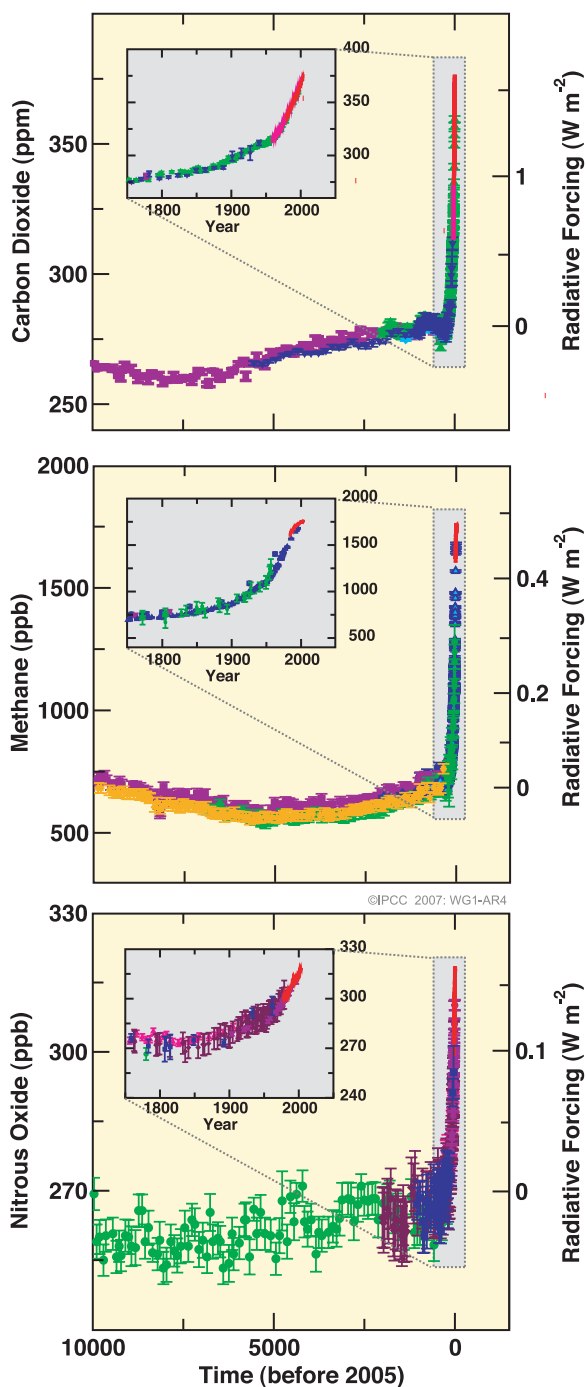 Carbon Dioxide (ppm)
350
300
250
400
350
300
1800 1900 2000
Year
1
0
Radiative Forcing (W m-2)
Methane (ppb)
2000
1500
1000
500
2000
1500
1000
500
1800 1900 2000
Year
0.4
0.2
0
Radiative Forcing (W m-2)
©IPCC 2007: WG1-AR4
Nitrous Oxide (ppb)
330
300
270
330
300
270
240
1800 1900 2000
Year
0.1
0
Radiative Forcing (W m-2)
10000 5000 0
Time (before 2005)